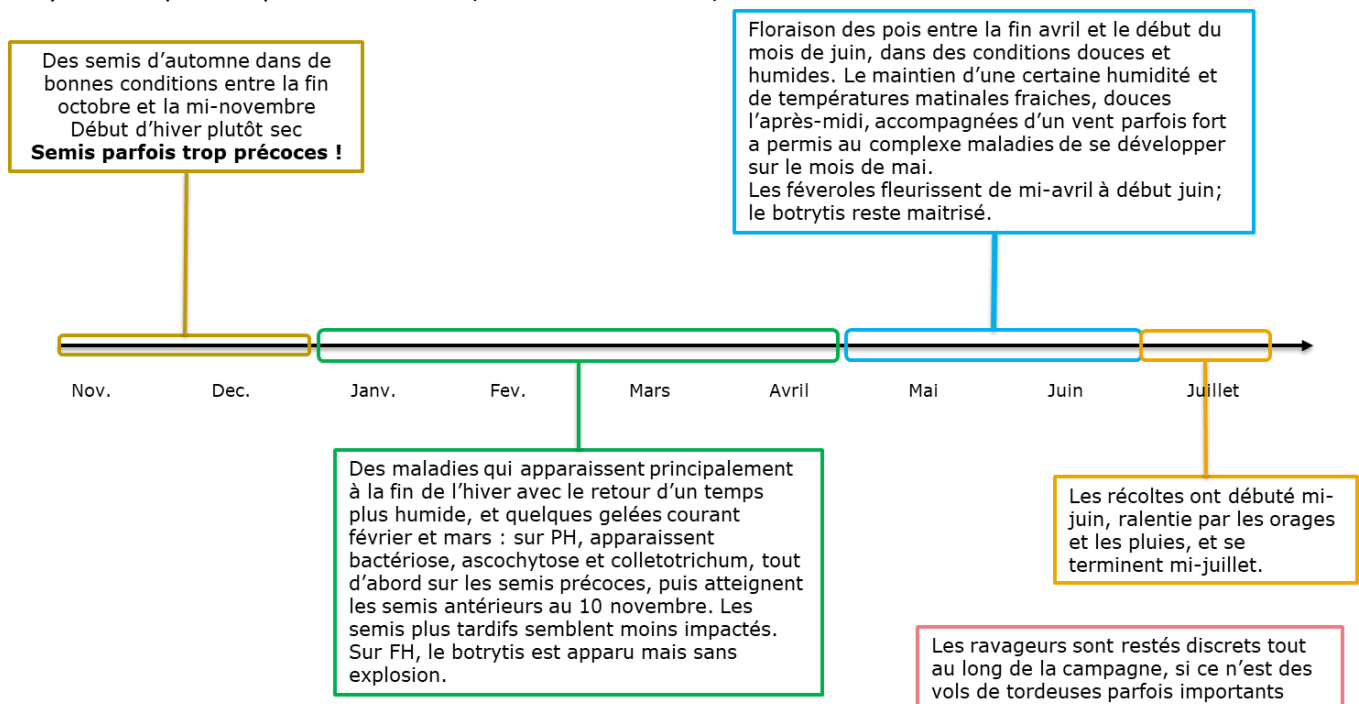 Des semis d'automne dans de
bonnes conditions entre la fin
octobre et la mi-novembre
Début d'hiver plutôt sec
Semis parfois trop précoces !
Floraison des pois entre la fin avril et le début du
mois de juin, dans des conditions douces et
humides. Le maintien d'une certaine humidité et
de températures matinales fraiches, douces
l'après-midi, accompagnées d'un vent parfois fort
a permis au complexe maladies de se développer
sur le mois de mai.
Les féveroles fleurissent de mi-avril à début juin;
le botrytis reste maitrisé.
Nov. Dec. Janv. Fev. Mars Avril Mai Juin Juillet
Des maladies qui apparaissent principalement
à la fin de l'hiver avec le retour d'un temps
plus humide, et quelques gelées courant
février et mars : sur PH, apparaissent
bactériose, ascochytose et colletotrichum, tout
d'abord sur les semis précoces, puis atteignent
les semis antérieurs au 10 novembre. Les
semis plus tardifs semblent moins impactés.
Sur FH, le botrytis est apparu mais sans
explosion.
Les récoltes ont débuté mi-
juin, ralentie par les orages
et les pluies, et se
terminent mi-juillet.
Les ravageurs sont restés discrets tout
au long de la campagne, si ce n'est des
vols de tordeuses parfois importants